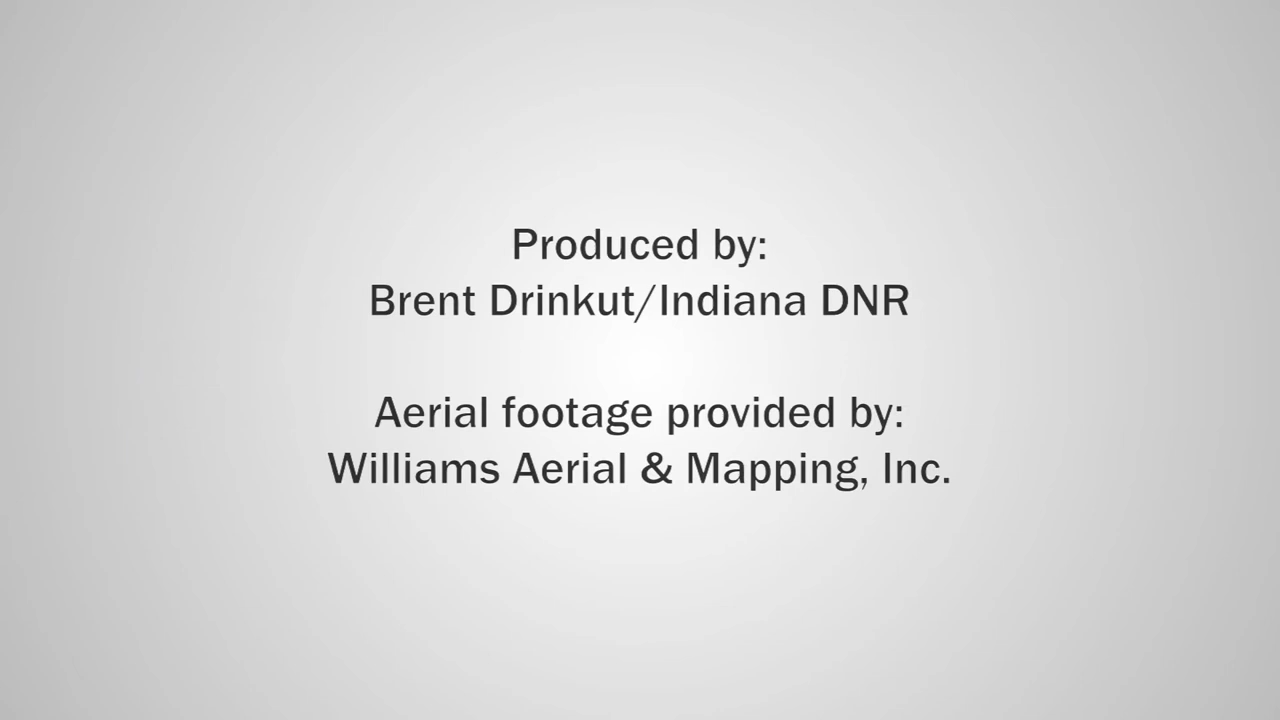 Produced by:
Brent Drinkut/Indiana DNR
Aerial footage provided by:
Williams Aerial & Mapping, Inc.